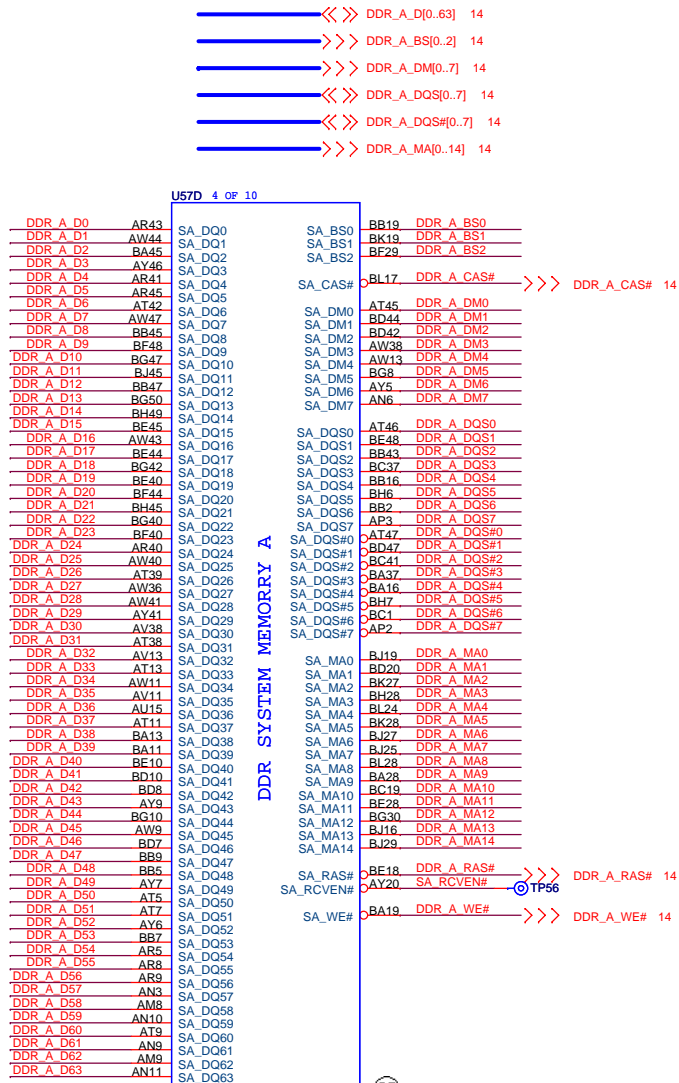 DDR_A_D[0..63] 14
DDR_A_BS[0..2] 14
DDR_A_DM[0..7] 14
DDR_A_DQS[0..7] 14
DDR_A_DQS#[0..7] 14
DDR_A_MA[0..14] 14
U57D 4 OF 10
DDR_A_D0 AR43 SA_DQ0
DDR_A_D1 AW44 SA_DQ1
DDR_A_D2 BA45 SA_DQ2
DDR_A_D3 AY46 SA_DQ3
DDR_A_D4 AR41 SA_DQ4
DDR_A_D5 AR45 SA_DQ5
DDR_A_D6 AT42 SA_DQ6
DDR_A_D7 AW47 SA_DQ7
DDR_A_D8 BB45 SA_DQ8
DDR_A_D9 BF48 SA_DQ9
DDR_A_D10 BG47 SA_DQ10
DDR_A_D11 BJ45 SA_DQ11
DDR_A_D12 BB47 SA_DQ12
DDR_A_D13 BG50 SA_DQ13
DDR_A_D14 BH49 SA_DQ14
DDR_A_D15 BE45 SA_DQ15
DDR_A_D16 AW43 SA_DQ16
DDR_A_D17 BE44 SA_DQ17
DDR_A_D18 BG42 SA_DQ18
DDR_A_D19 BE40 SA_DQ19
DDR_A_D20 BF44 SA_DQ20
DDR_A_D21 BH45 SA_DQ21
DDR_A_D22 BG40 SA_DQ22
DDR_A_D23 BF40 SA_DQ23
DDR_A_D24 AR40 SA_DQ24
DDR_A_D25 AW40 SA_DQ25
DDR_A_D26 AT39 SA_DQ26
DDR_A_D27 AW36 SA_DQ27
DDR_A_D28 AW41 SA_DQ28
DDR_A_D29 AY41 SA_DQ29
DDR_A_D30 AV38 SA_DQ30
DDR_A_D31 AT38 SA_DQ31
DDR_A_D32 AV13 SA_DQ32
DDR_A_D33 AT13 SA_DQ33
DDR_A_D34 AW11 SA_DQ34
DDR_A_D35 AV11 SA_DQ35
DDR_A_D36 AU15 SA_DQ36
DDR_A_D37 AT11 SA_DQ37
DDR_A_D38 BA13 SA_DQ38
DDR_A_D39 BA11 SA_DQ39
DDR_A_D40 BE10 SA_DQ40
DDR_A_D41 BD10 SA_DQ41
DDR_A_D42 BD8 SA_DQ42
DDR_A_D43 AY9 SA_DQ43
DDR_A_D44 BG10 SA_DQ44
DDR_A_D45 AW9 SA_DQ45
DDR_A_D46 BD7 SA_DQ46
DDR_A_D47 BB9 SA_DQ47
DDR_A_D48 BB5 SA_DQ48
DDR_A_D49 AY7 SA_DQ49
DDR_A_D50 AT5 SA_DQ50
DDR_A_D51 AT7 SA_DQ51
DDR_A_D52 AY6 SA_DQ52
DDR_A_D53 BB7 SA_DQ53
DDR_A_D54 AR5 SA_DQ54
DDR_A_D55 AR8 SA_DQ55
DDR_A_D56 AR9 SA_DQ56
DDR_A_D57 AN3 SA_DQ57
DDR_A_D58 AM8 SA_DQ58
DDR_A_D59 AN10 SA_DQ59
DDR_A_D60 AT9 SA_DQ60
DDR_A_D61 AN9 SA_DQ61
DDR_A_D62 AM9 SA_DQ62
DDR_A_D63 AN11 SA_DQ63
DDR SYSTEM MEMORRY A
SA_BS0 BB19 DDR_A_BS0
SA_BS1 BK19 DDR_A_BS1
SA_BS2 BF29 DDR_A_BS2
SA_CAS# BL17 DDR_A_CAS# DDR_A_CAS# 14
SA_DM0 AT45 DDR_A_DM0
SA_DM1 BD44 DDR_A_DM1
SA_DM2 BD42 DDR_A_DM2
SA_DM3 AW38 DDR_A_DM3
SA_DM4 AW13 DDR_A_DM4
SA_DM5 BG8 DDR_A_DM5
SA_DM6 AY5 DDR_A_DM6
SA_DM7 AN6 DDR_A_DM7
SA_DQS0 AT46 DDR_A_DQS0
SA_DQS1 BE48 DDR_A_DQS1
SA_DQS2 BB43 DDR_A_DQS2
SA_DQS3 BC37 DDR_A_DQS3
SA_DQS4 BB16 DDR_A_DQS4
SA_DQS5 BH6 DDR_A_DQS5
SA_DQS6 BB2 DDR_A_DQS6
SA_DQS7 AP3 DDR_A_DQS7
SA_DQS#0 AT47 DDR_A_DQS#0
SA_DQS#1 BD47 DDR_A_DQS#1
SA_DQS#2 BC41 DDR_A_DQS#2
SA_DQS#3 BA37 DDR_A_DQS#3
SA_DQS#4 BA16 DDR_A_DQS#4
SA_DQS#5 BH7 DDR_A_DQS#5
SA_DQS#6 BC1 DDR_A_DQS#6
SA_DQS#7 AP2 DDR_A_DQS#7
SA_MA0 BJ19 DDR_A_MA0
SA_MA1 BD20 DDR_A_MA1
SA_MA2 BK27 DDR_A_MA2
SA_MA3 BH28 DDR_A_MA3
SA_MA4 BL24 DDR_A_MA4
SA_MA5 BK28 DDR_A_MA5
SA_MA6 BJ27 DDR_A_MA6
SA_MA7 BJ25 DDR_A_MA7
SA_MA8 BL28 DDR_A_MA8
SA_MA9 BA28 DDR_A_MA9
SA_MA10 BC19 DDR_A_MA10
SA_MA11 BE28 DDR_A_MA11
SA_MA12 BG30 DDR_A_MA12
SA_MA13 BJ16 DDR_A_MA13
SA_MA14 BJ29 DDR_A_MA14
SA_RAS# BE18 DDR_A_RAS# DDR_A_RAS# 14
SA_RCVEN# AY20 SA_RCVEN# TP56
SA_WE# BA19 DDR_A_WE# DDR_A_WE# 14